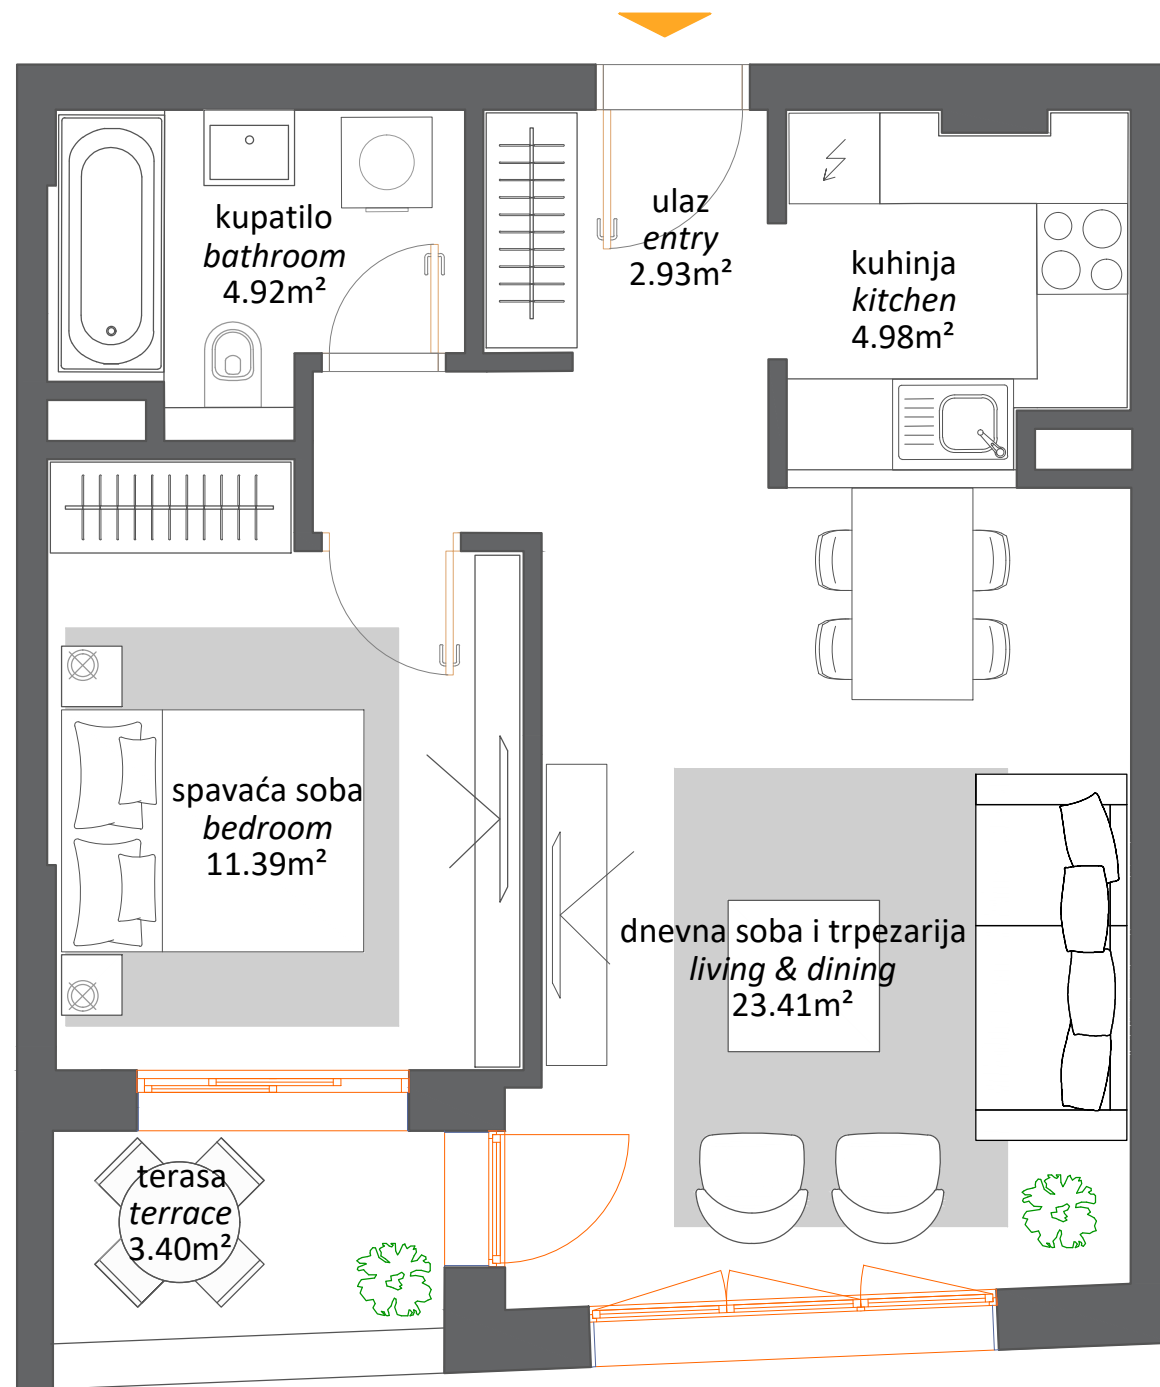 kupatilo
bathroom
4.92m²
ulaz
entry
2.93m²
kuhinja
kitchen
4.98m²
spavaća soba
bedroom
11.39m²
dnevna soba i trpezarija
living & dining
23.41m²
terasa
terrace
3.40m²